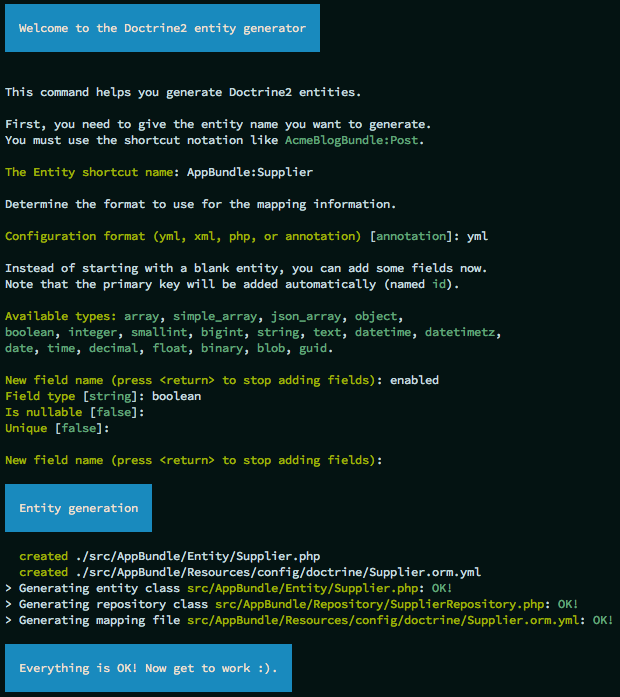 Welcome to the Doctrine2 entity generator
This command helps you generate Doctrine2 entities.
First, you need to give the entity name you want to generate.
You must use the shortcut notation like AcmeBlogBundle:Post.
The Entity shortcut name: AppBundle:Supplier
Determine the format to use for the mapping information.
Configuration format (yml, xml, php, or annotation) [annotation]: yml
Instead of starting with a blank entity, you can add some fields now.
Note that the primary key will be added automatically (named id).
Available types: array, simple_array, json_array, object,
boolean, integer, smallint, bigint, string, text, datetime, datetimetz,
date, time, decimal, float, binary, blob, guid.
New field name (press <return> to stop adding fields): enabled
Field type [string]: boolean
Is nullable [false]:
Unique [false]:
New field name (press <return> to stop adding fields):
Entity generation
created ./src/AppBundle/Entity/Supplier.php
created ./src/AppBundle/Resources/config/doctrine/Supplier.orm.yml
> Generating entity class src/AppBundle/Entity/Supplier.php: OK!
> Generating repository class src/AppBundle/Repository/SupplierRepository.php: OK!
> Generating mapping file src/AppBundle/Resources/config/doctrine/Supplier.orm.yml: OK!
Everything is OK! Now get to work :).